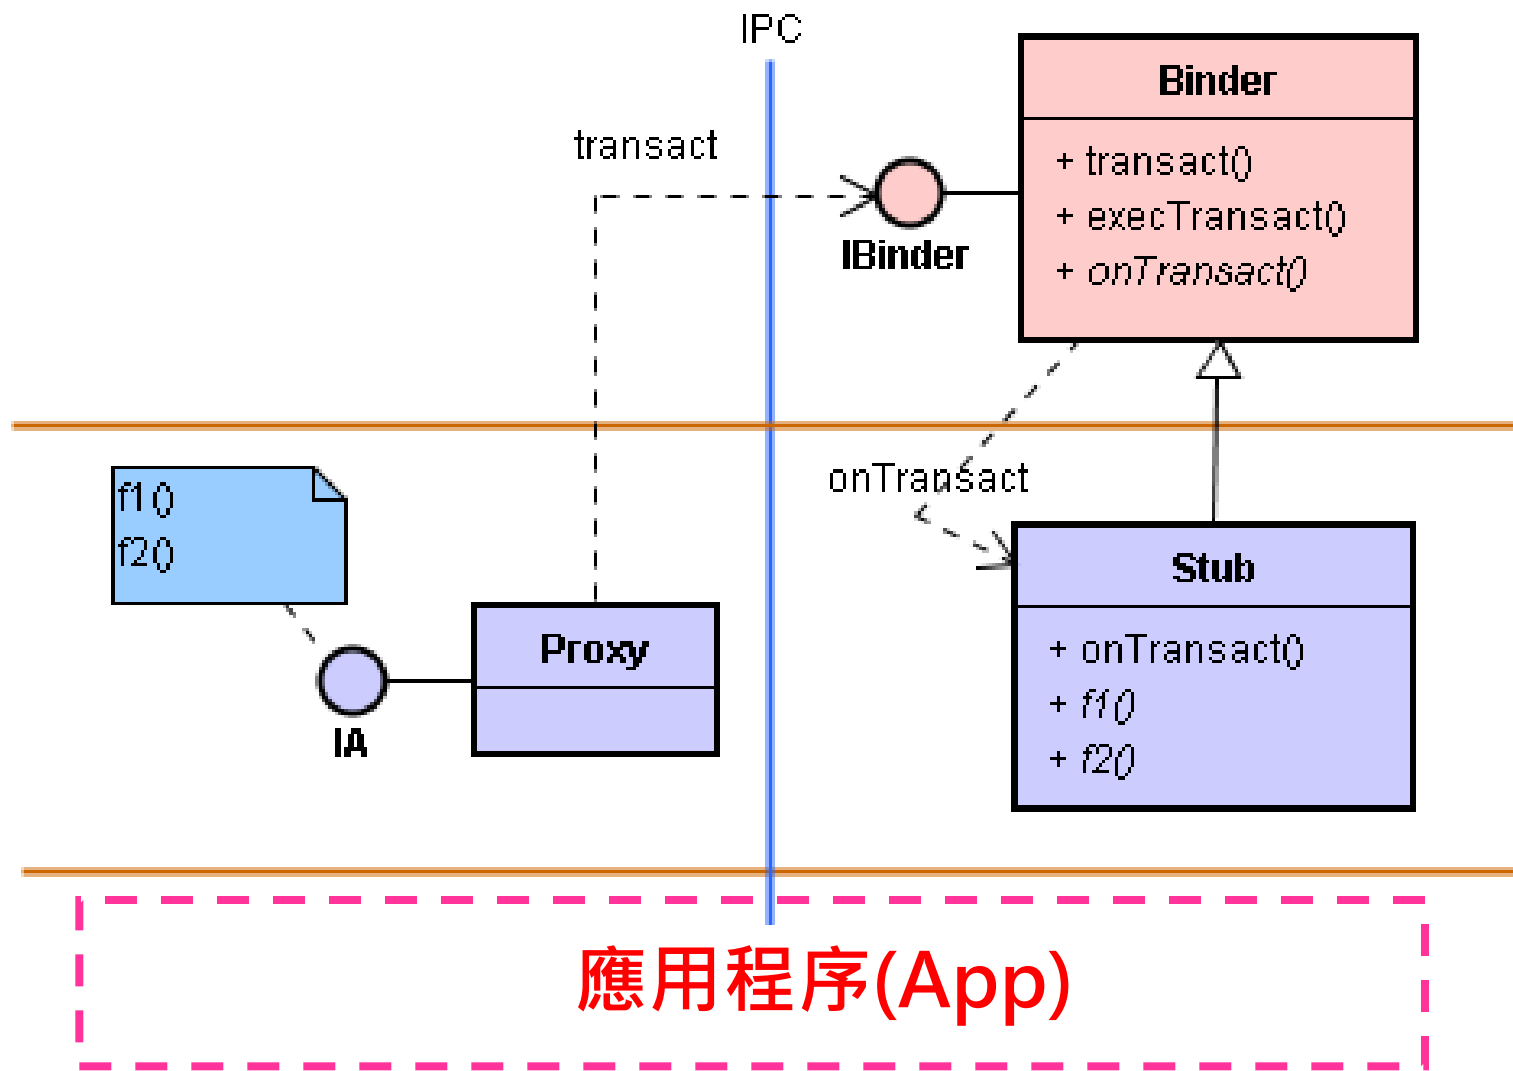 IPC
Binder
transact
+ transact()
+ execTransact()
IBinder
+ onTransact()
f1()
f2()
onTransact
Stub
Proxy
+ onTransact()
+ f1()
IA
+ f2()
應用程序(App)